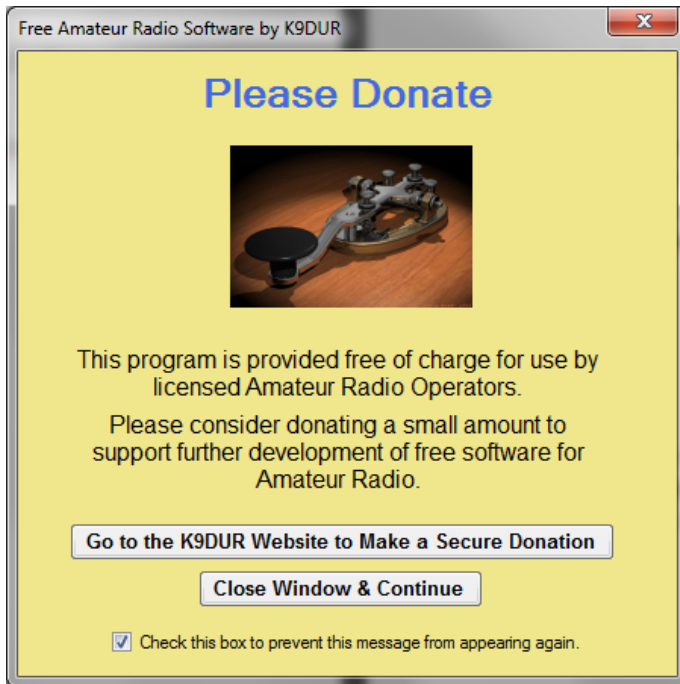 Free Amateur Radio Software by K9DUR
Please Donate
This program is provided free of charge for use by
licensed Amateur Radio Operators.
Please consider donating a small amount to
support further development of free software for
Amateur Radio.
Go to the K9DUR Website to Make a Secure Donation
Close Window & Continue
Check this box to prevent this message from appearing again.